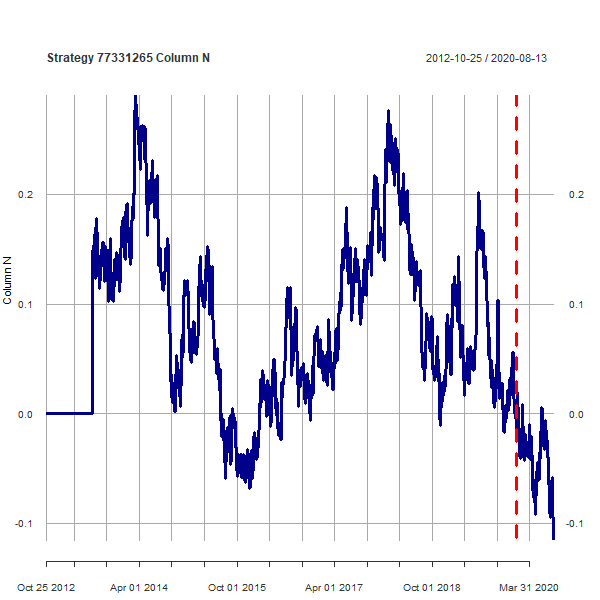 Strategy 77331265 Column N
2012-10-25 / 2020-08-13
Column N
0.2
0.2
0.1
0.1
0.0
0.0
-0.1
-0.1
Oct 25 2012
Apr 01 2014
Oct 01 2015
Apr 01 2017
Oct 01 2018
Mar 31 2020